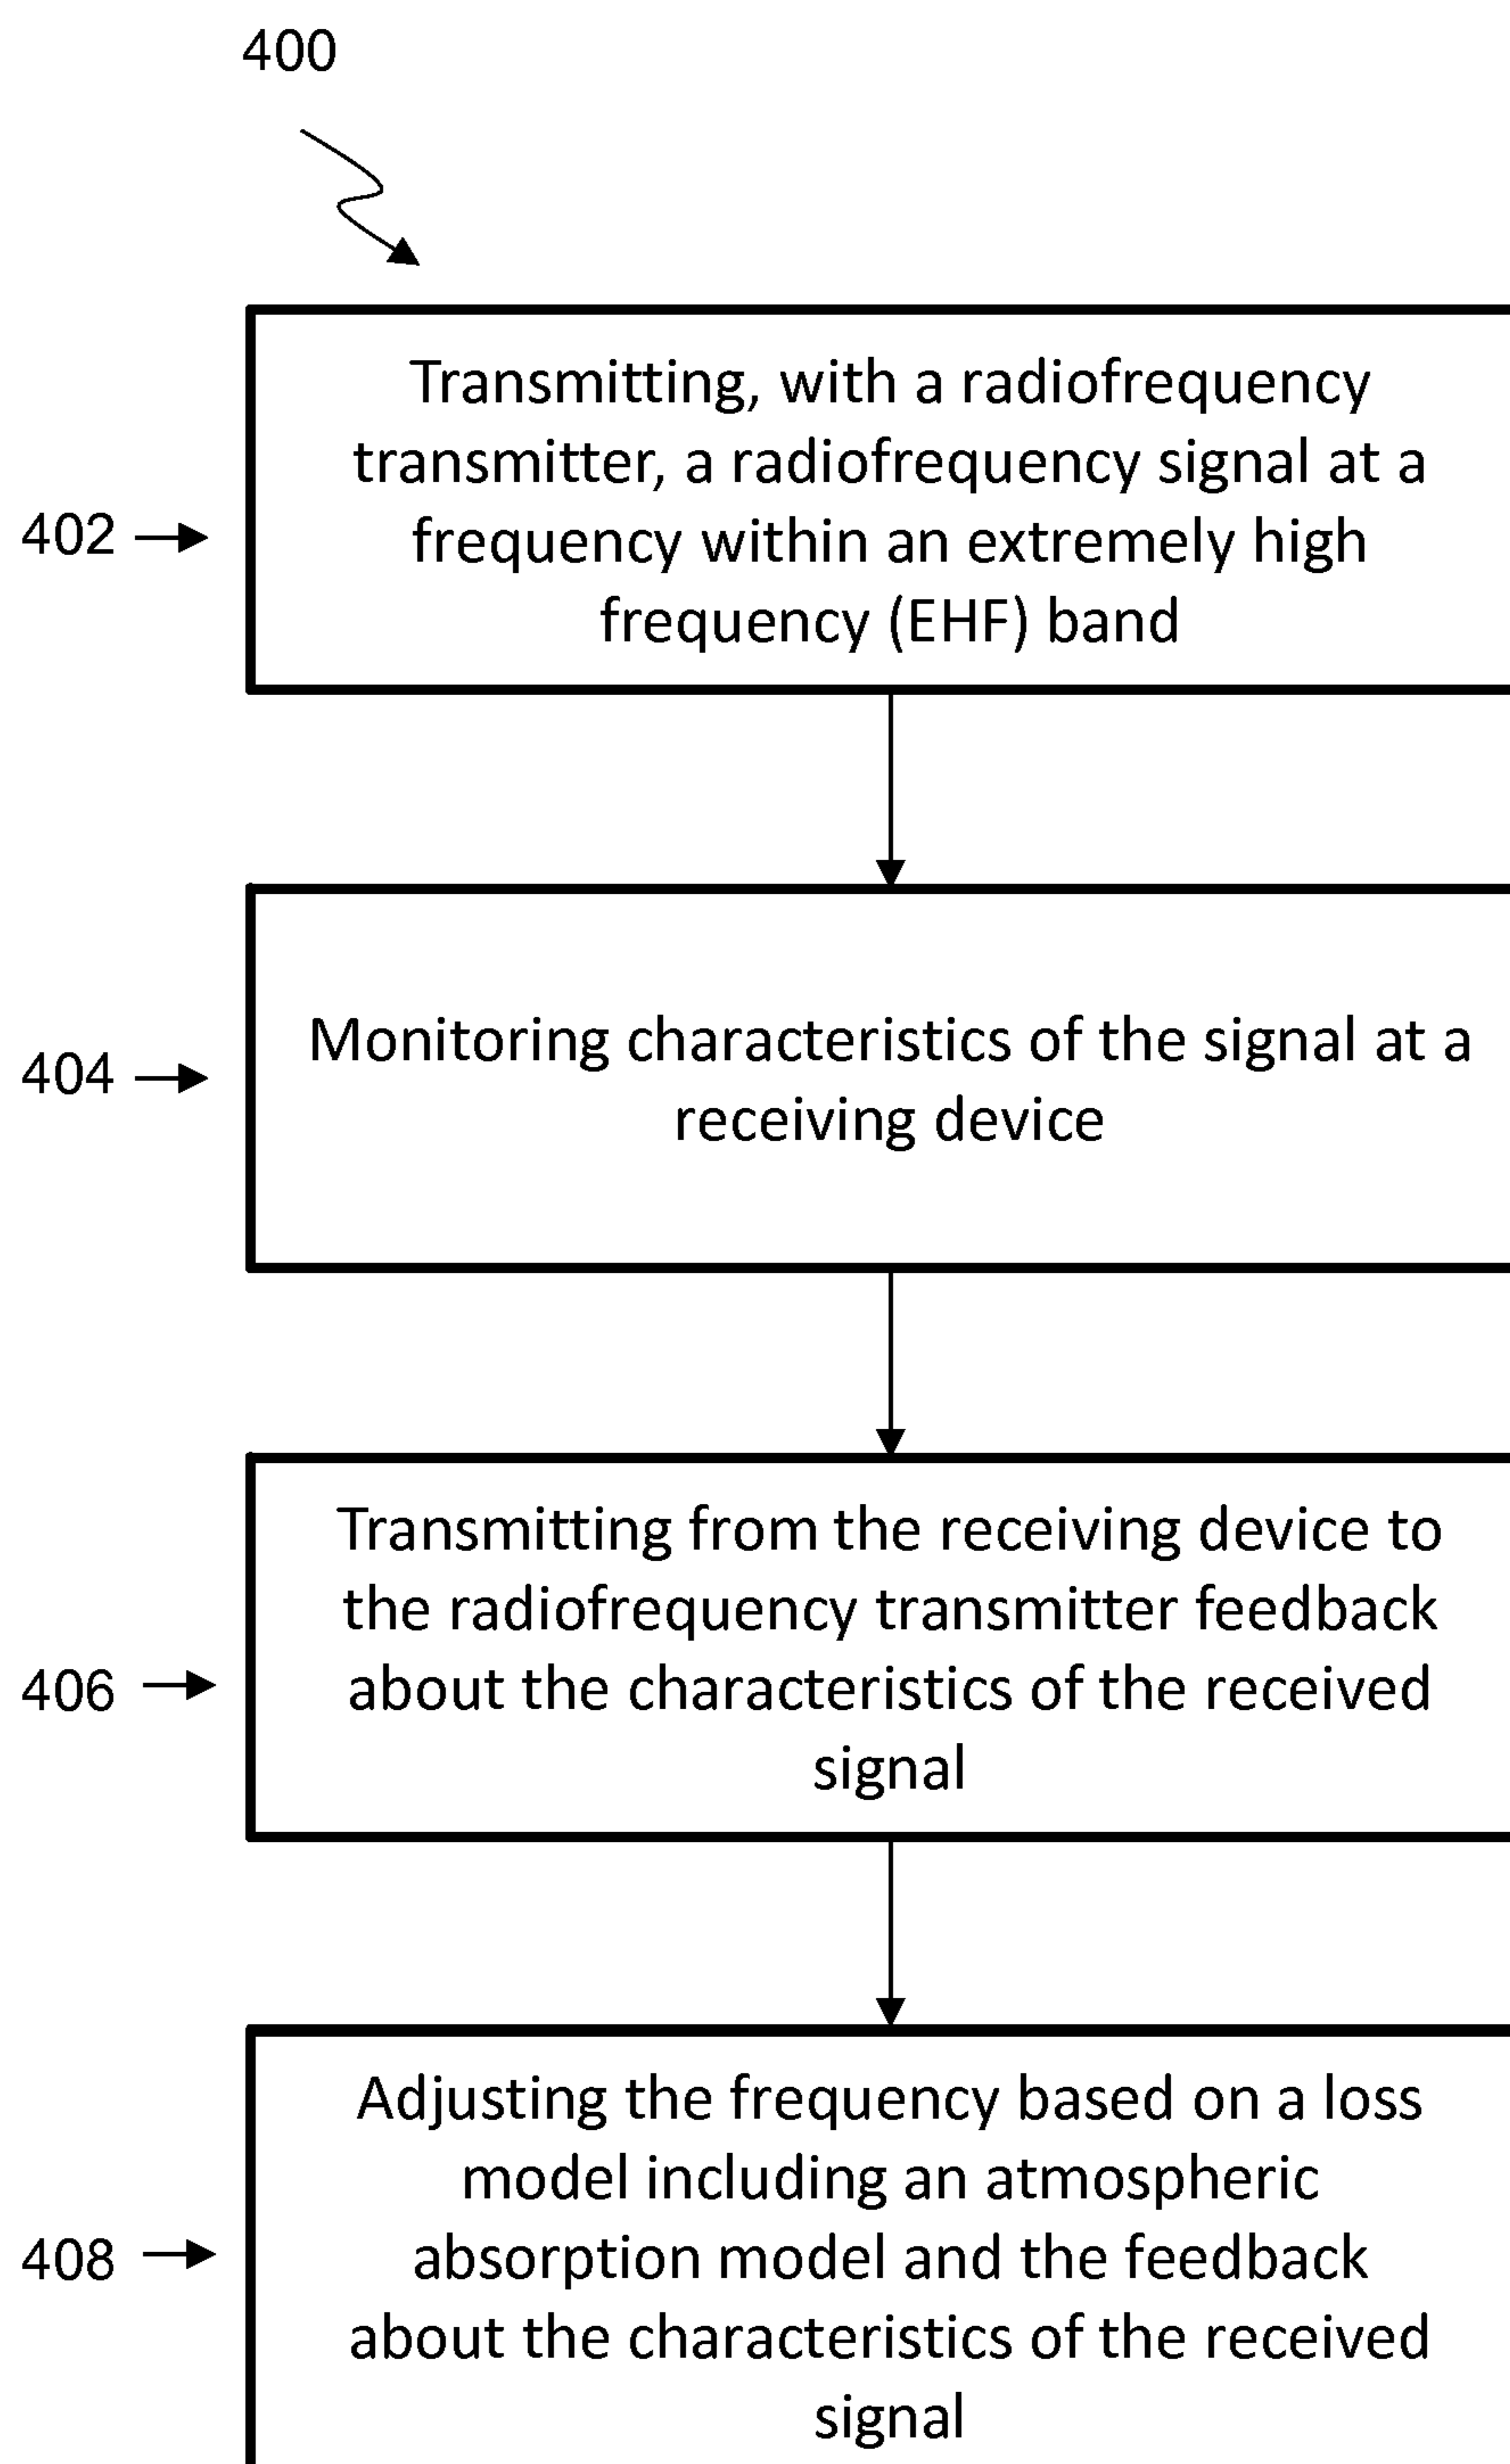 400
Transmitting, with a radiofrequency
transmitter, a radiofrequency signal at a
402
frequency within an extremely high
frequency (EHF) band
404
Monitoring characteristics of the signal at a
receiving device
Transmitting from the receiving device to
the radiofrequency transmitter feedback
406
about the characteristics of the received
signal
Adjusting the frequency based on a loss
model including an atmospheric
408
absorption model and the feedback
about the characteristics of the received
signal